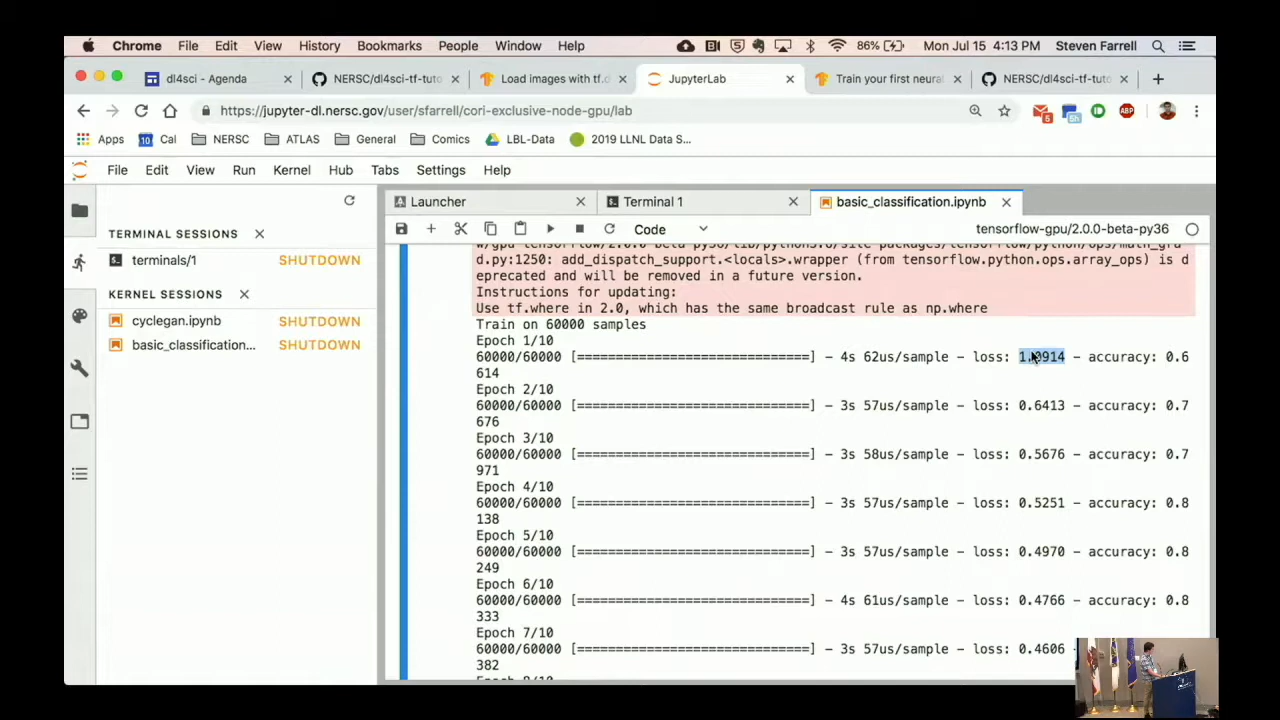 Chrome File Edit View History Bookmarks People Window Help 86% Mon Jul 15 4:13 PM Steven Farrell
dl4sci - Agenda NERSC/dl4sci-tf-tuto Load images with tf.d JupyterLab Train your first neural NERSC/dl4sci-tf-tuto
https://jupyter-dl.nersc.gov/user/sfarrell/cori-exclusive-node-gpu/lab
Apps Cal NERSC ATLAS General Comics LBL-Data 2019 LLNL Data S...
File Edit View Run Kernel Hub Tabs Settings Help
Launcher Terminal 1 basic_classification.ipynb
Code tensorflow-gpu/2.0.0-beta-py36
TERMINAL SESSIONS
terminals/1 SHUTDOWN
KERNEL SESSIONS
cyclegan.ipynb SHUTDOWN
basic_classification... SHUTDOWN
d.py:1250: add_dispatch_support.<locals>.wrapper (from tensorflow.python.ops.array_ops) is d
eprecated and will be removed in a future version.
Instructions for updating:
Use tf.where in 2.0, which has the same broadcast rule as np.where
Train on 60000 samples
Epoch 1/10
60000/60000 [==============================] - 4s 62us/sample - loss: 1.0914 - accuracy: 0.6
614
Epoch 2/10
60000/60000 [==============================] - 3s 57us/sample - loss: 0.6413 - accuracy: 0.7
676
Epoch 3/10
60000/60000 [==============================] - 3s 58us/sample - loss: 0.5676 - accuracy: 0.7
971
Epoch 4/10
60000/60000 [==============================] - 3s 57us/sample - loss: 0.5251 - accuracy: 0.8
138
Epoch 5/10
60000/60000 [==============================] - 3s 57us/sample - loss: 0.4970 - accuracy: 0.8
249
Epoch 6/10
60000/60000 [==============================] - 4s 61us/sample - loss: 0.4766 - accuracy: 0.8
333
Epoch 7/10
60000/60000 [==============================] - 3s 57us/sample - loss: 0.4606
382